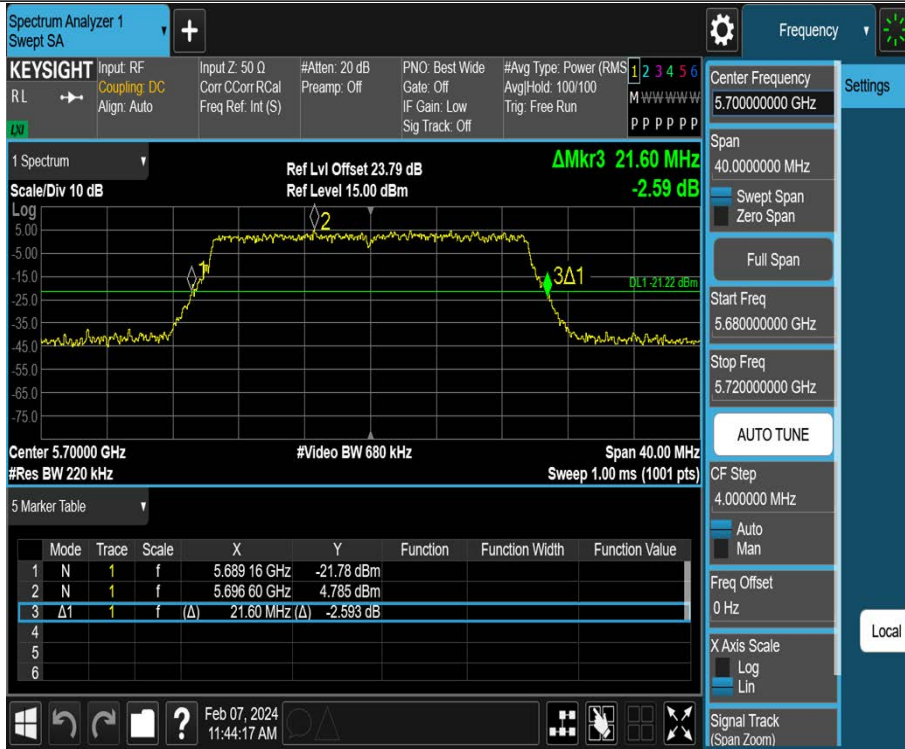 Spectrum Analyzer 1
Swept SA
+
Frequency
KEYSIGHT
RL
LXI
Input: RF
Coupling: DC
Align: Auto
Input Z: 50 Ω
Corr CCorr RCal
Freq Ref: Int (S)
#Atten: 20 dB
Preamp: Off
PNO: Best Wide
Gate: Off
IF Gain: Low
Sig Track: Off
#Avg Type: Power (RMS
Avg|Hold: 100/100
Trig: Free Run
1 2 3 4 5 6
M W W W W W
P P P P P P
1 Spectrum
Scale/Div 10 dB
Ref Lvl Offset 23.79 dB
Ref Level 15.00 dBm
ΔMkr3 21.60 MHz
-2.59 dB
Log
5.00
-5.00
-15.0
-25.0
-35.0
-45.0
-55.0
-65.0
-75.0
1
2
3Δ1
DL1 -21.22 dBm
Center 5.70000 GHz
#Res BW 220 kHz
#Video BW 680 kHz
Span 40.00 MHz
Sweep 1.00 ms (1001 pts)
5 Marker Table
Mode Trace Scale X Y Function Function Width Function Value
1 N 1 f 5.689 16 GHz -21.78 dBm
2 N 1 f 5.696 60 GHz 4.785 dBm
3 Δ1 1 f (Δ) 21.60 MHz (Δ) -2.593 dB
4
5
6
?
Feb 07, 2024
11:44:17 AM
Center Frequency
5.700000000 GHz
Span
40.0000000 MHz
Swept Span
Zero Span
Full Span
Start Freq
5.680000000 GHz
Stop Freq
5.720000000 GHz
AUTO TUNE
CF Step
4.000000 MHz
Auto
Man
Freq Offset
0 Hz
X Axis Scale
Log
Lin
Signal Track
(Span Zoom)
Settings
Local